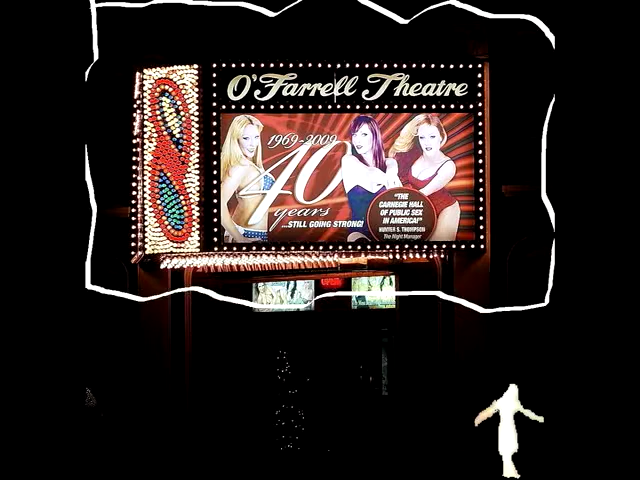 O'Farrell Theatre
1969-2009
40
years
...STILL GOING STRONG!
"THE
CARNEGIE HALL
OF PUBLIC SEX
IN AMERICA!"
HUNTER S. THOMPSON
The Night Manager
OPEN